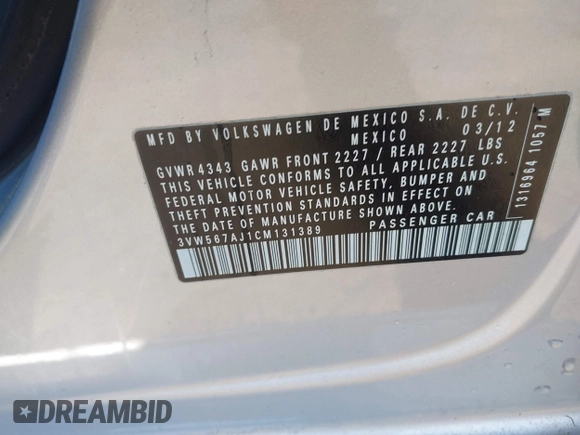 MFD BY VOLKSWAGEN DE MEXICO S.A. DE C.V.
MEXICO 03/12
GVWR 4343 GAWR FRONT 2227 / REAR 2227 LBS
THIS VEHICLE CONFORMS TO ALL APPLICABLE U.S.
FEDERAL MOTOR VEHICLE SAFETY, BUMPER AND
THEFT PREVENTION STANDARDS IN EFFECT ON
THE DATE OF MANUFACTURE SHOWN ABOVE.
3VW567AJ1CM131389 PASSENGER CAR
1316964 1057 M
DREAMBID